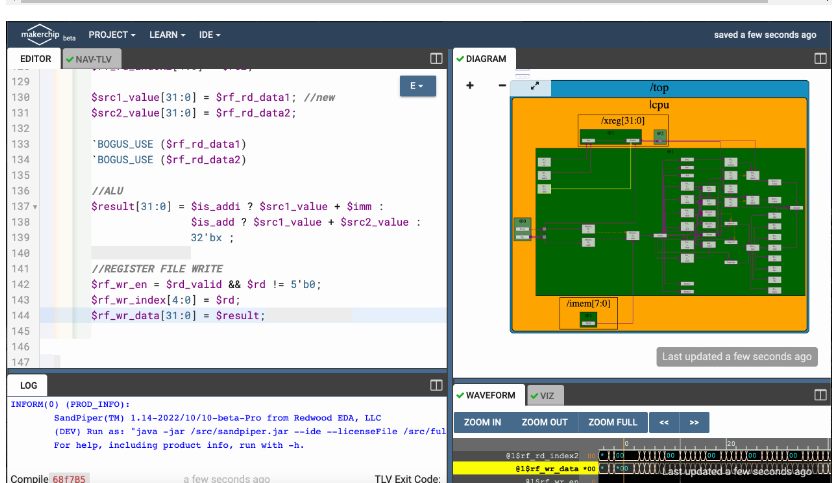 makerchip beta PROJECT LEARN IDE saved a few seconds ago
EDITOR NAV-TLV
129
130 $src1_value[31:0] = $rf_rd_data1; //new
131 $src2_value[31:0] = $rf_rd_data2;
132
133 `BOGUS_USE ($rf_rd_data1)
134 `BOGUS_USE ($rf_rd_data2)
135
136 //ALU
137 $result[31:0] = $is_addi ? $src1_value + $imm :
138 $is_add ? $src1_value + $src2_value :
139 32'bx ;
140
141 //REGISTER FILE WRITE
142 $rf_wr_en = $rd_valid && $rd != 5'b0;
143 $rf_wr_index[4:0] = $rd;
144 $rf_wr_data[31:0] = $result;
145
146
147
E
DIAGRAM
+ −
/top
|cpu
/xreg[31:0]
/imem[7:0]
Last updated a few seconds ago
LOG
INFORM(0) (PROD_INFO):
SandPiper(TM) 1.14-2022/10/10-beta-Pro from Redwood EDA, LLC
(DEV) Run as: "java -jar /src/sandpiper.jar --ide --licenseFile /src/ful
For help, including product info, run with -h.
Compile 68f7B5 a few seconds ago TLV Exit Code:
WAVEFORM VIZ
ZOOM IN ZOOM OUT ZOOM FULL << >>
0 20
@1$rf_rd_index2
@1$rf_wr_data *00
@1$rf_wr_en
Last updated a few seconds ago